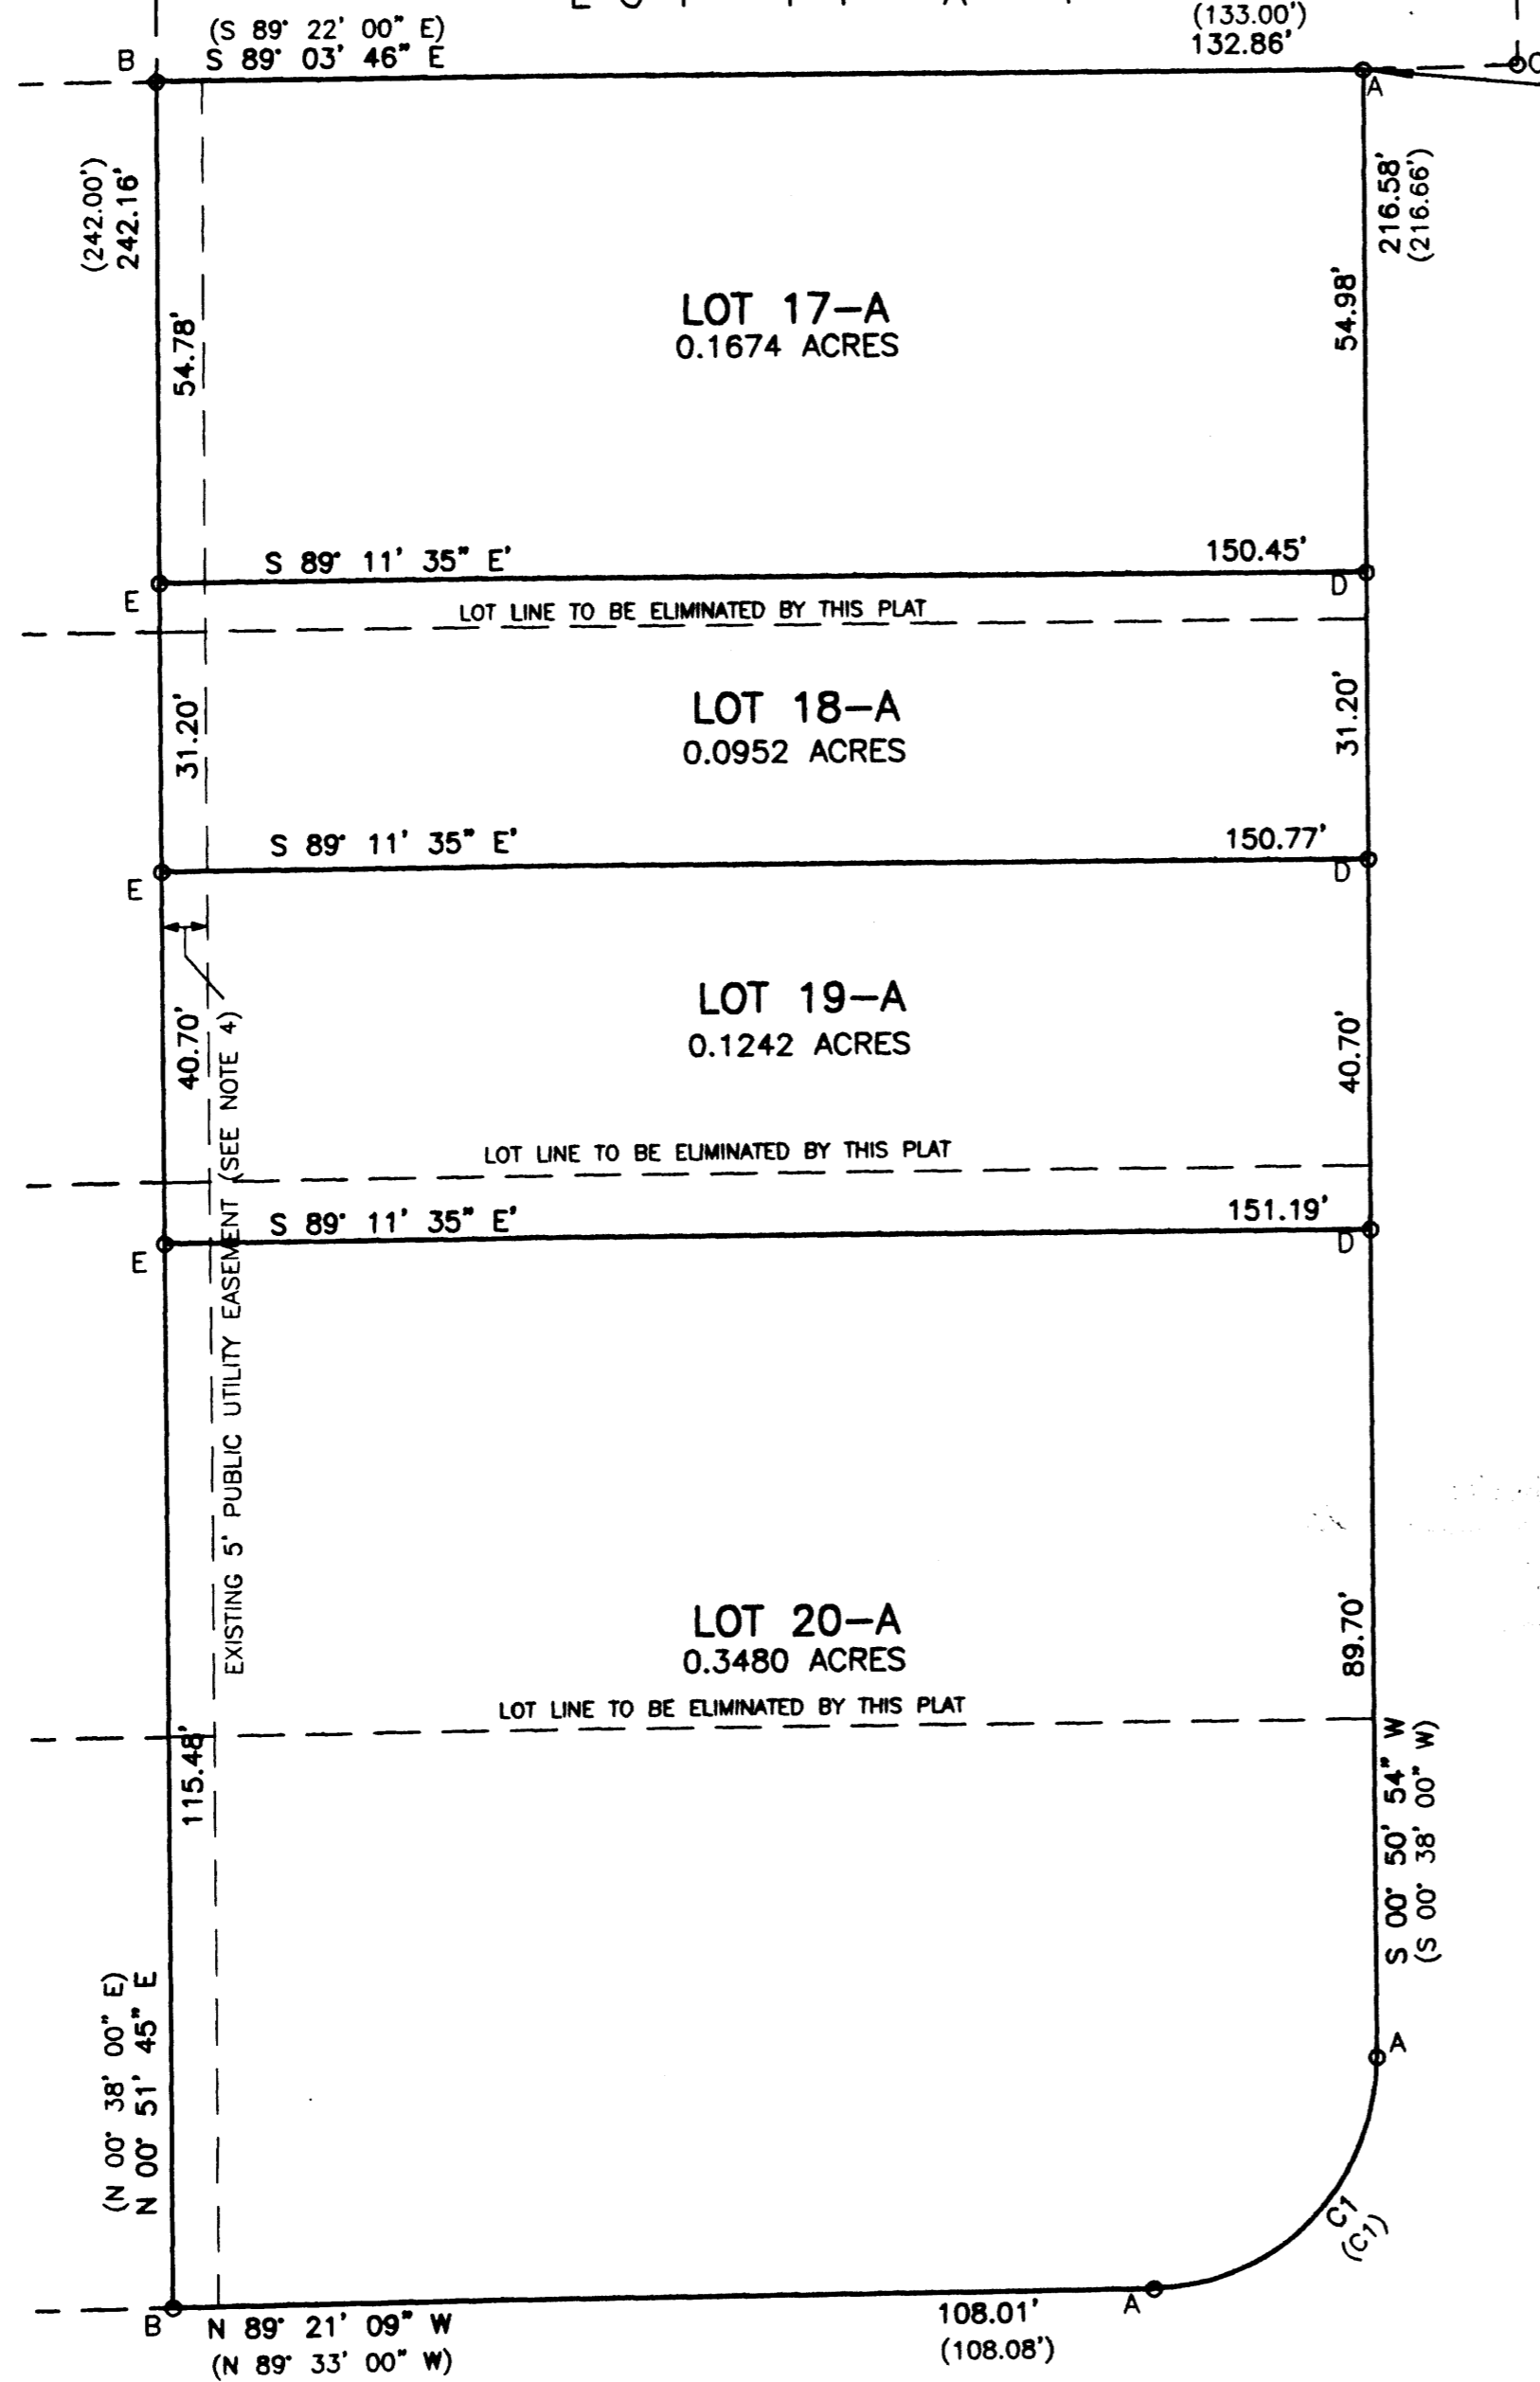 (S 89° 22' 00" E)
S 89° 03' 46" E
(133.00')
132.86'
B
A
(242.00')
242.16'
216.58'
(216.66')
54.78'
54.98'
LOT 17-A
0.1674 ACRES
S 89° 11' 35" E'
150.45'
E
D
LOT LINE TO BE ELIMINATED BY THIS PLAT
31.20'
31.20'
LOT 18-A
0.0952 ACRES
S 89° 11' 35" E'
150.77'
E
D
LOT 19-A
0.1242 ACRES
40.70'
40.70'
EXISTING 5' PUBLIC UTILITY EASEMENT (SEE NOTE 4)
LOT LINE TO BE ELIMINATED BY THIS PLAT
S 89° 11' 35" E'
151.19'
E
D
LOT 20-A
0.3480 ACRES
89.70'
LOT LINE TO BE ELIMINATED BY THIS PLAT
115.48'
S 00° 50' 54" W
(S 00° 38' 00" W)
(N 00° 38' 00" E)
N 00° 51' 45" E
A
C1
(C1)
B
A
N 89° 21' 09" W
(N 89° 33' 00" W)
108.01'
(108.08')